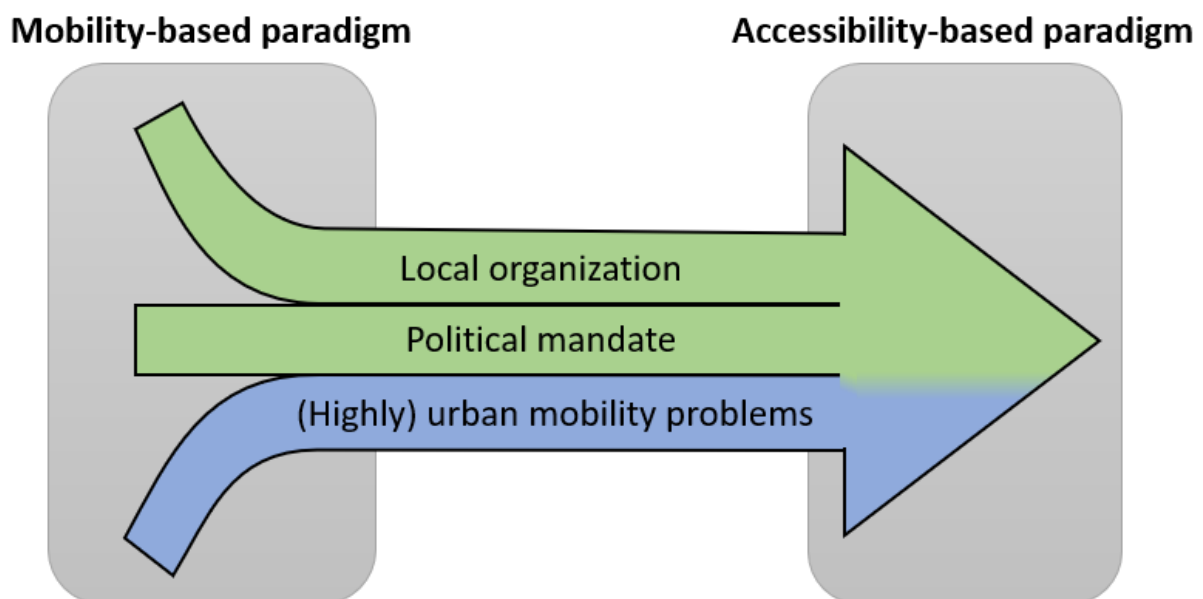 Mobility-based paradigm
Accessibility-based paradigm
Local organization
Political mandate
(Highly) urban mobility problems